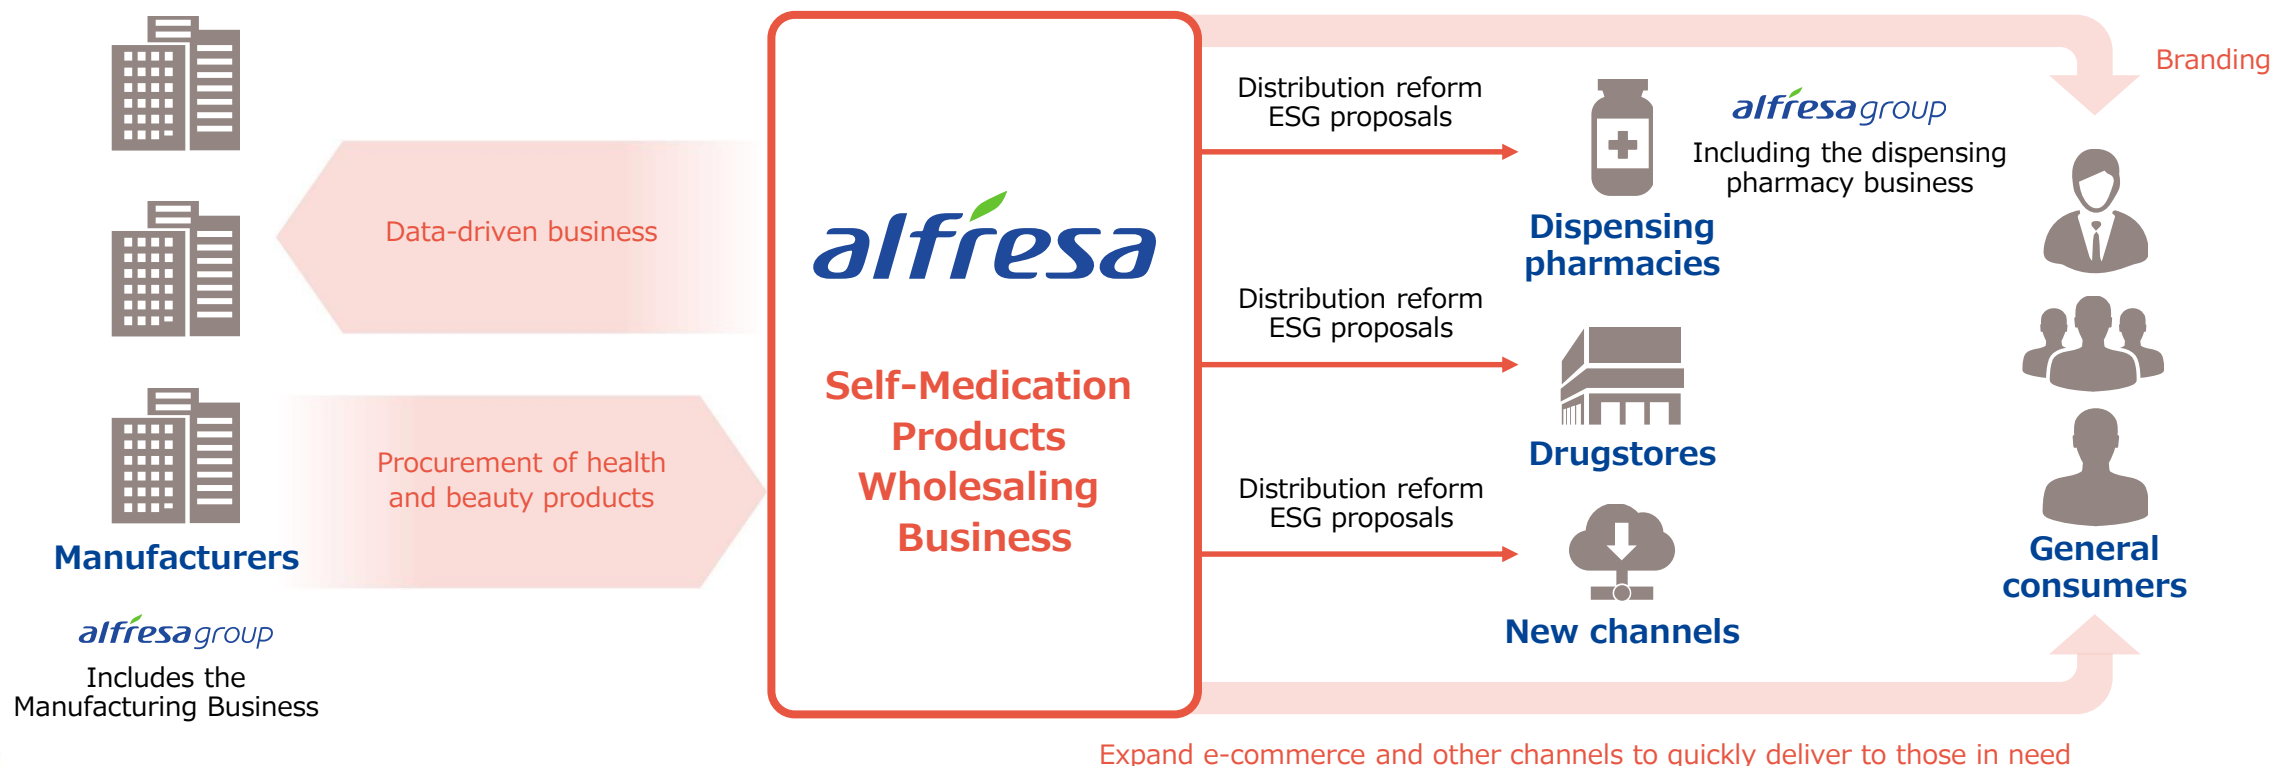 Manufacturers
alfresa group
Includes the
Manufacturing Business
Data-driven business
Procurement of health
and beauty products
alfresa
Self-Medication
Products
Wholesaling
Business
Distribution reform
ESG proposals
Dispensing
pharmacies
alfresa group
Including the dispensing
pharmacy business
Distribution reform
ESG proposals
Drugstores
Distribution reform
ESG proposals
New channels
Branding
General
consumers
Expand e-commerce and other channels to quickly deliver to those in need